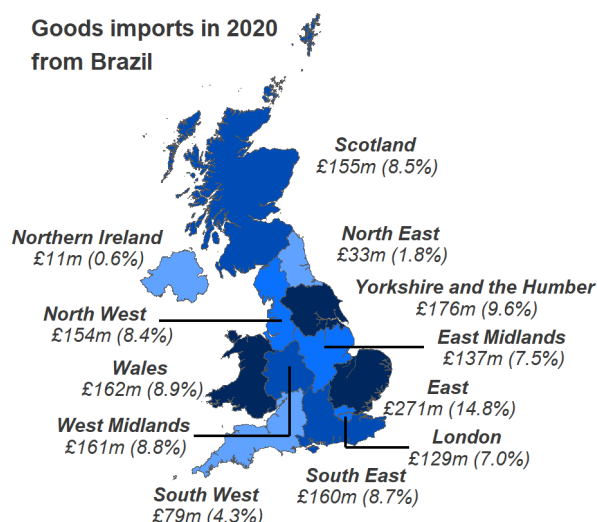 Goods imports in 2020
from Brazil
Scotland
£155m (8.5%)
Northern Ireland
£11m (0.6%)
North East
£33m (1.8%)
Yorkshire and the Humber
£176m (9.6%)
North West
£154m (8.4%)
East Midlands
£137m (7.5%)
Wales
£162m (8.9%)
East
£271m (14.8%)
West Midlands
£161m (8.8%)
London
£129m (7.0%)
South East
£160m (8.7%)
South West
£79m (4.3%)